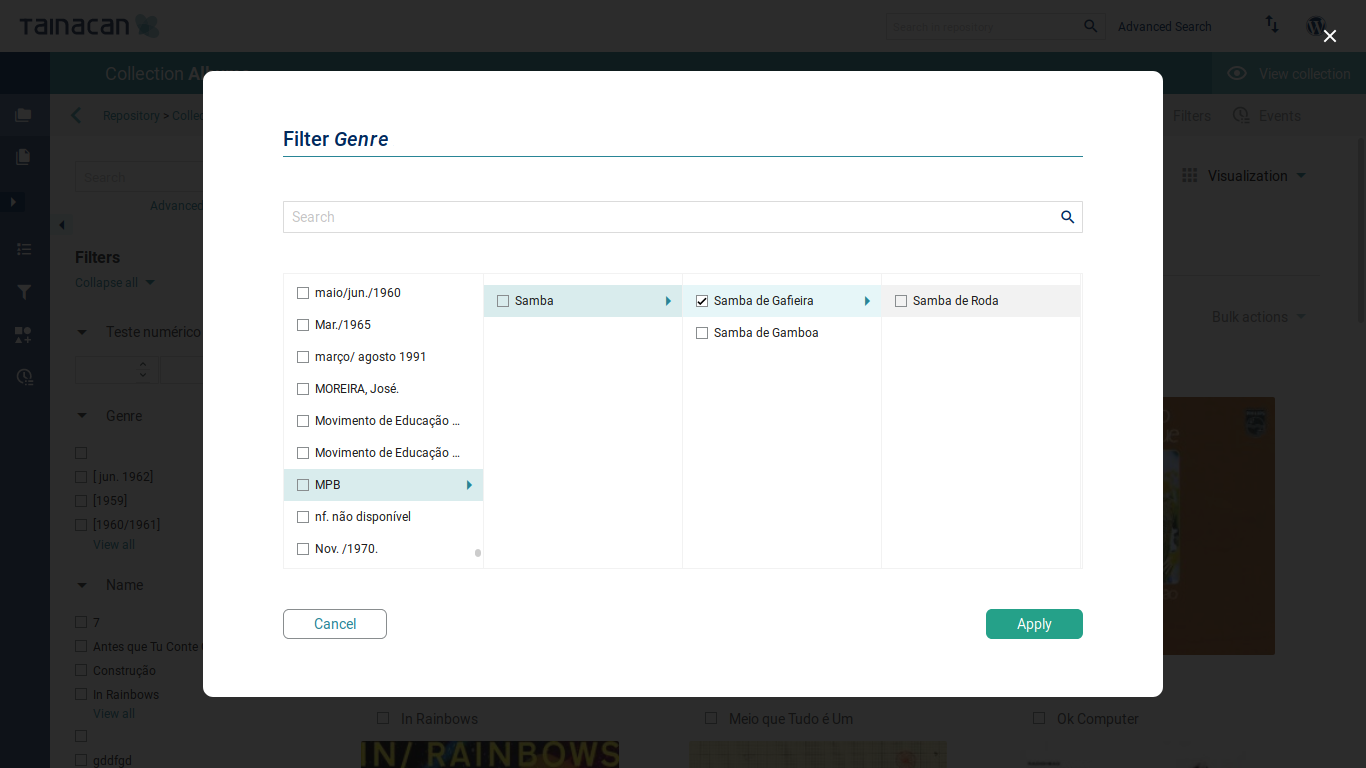 TAINACAN
Search in repository
Advanced Search
Collection
View collection
Repository >
Filters
Events
Search
Advanced
Visualization
Filters
Collapse all
Bulk actions
Teste numérico
Genre
[ jun. 1962]
[1959]
[1960/1961]
View all
Name
7
Antes que Tu Conte
Construção
In Rainbows
View all
gddfgd
Filter Genre
Search
maio/jun./1960
Mar./1965
março/ agosto 1991
MOREIRA, José.
Movimento de Educação ...
Movimento de Educação ...
MPB
nf. não disponível
Nov. /1970.
Samba
Samba de Gafieira
Samba de Gamboa
Samba de Roda
Cancel
Apply
In Rainbows
Meio que Tudo é Um
Ok Computer
IN/ RAINBOWS